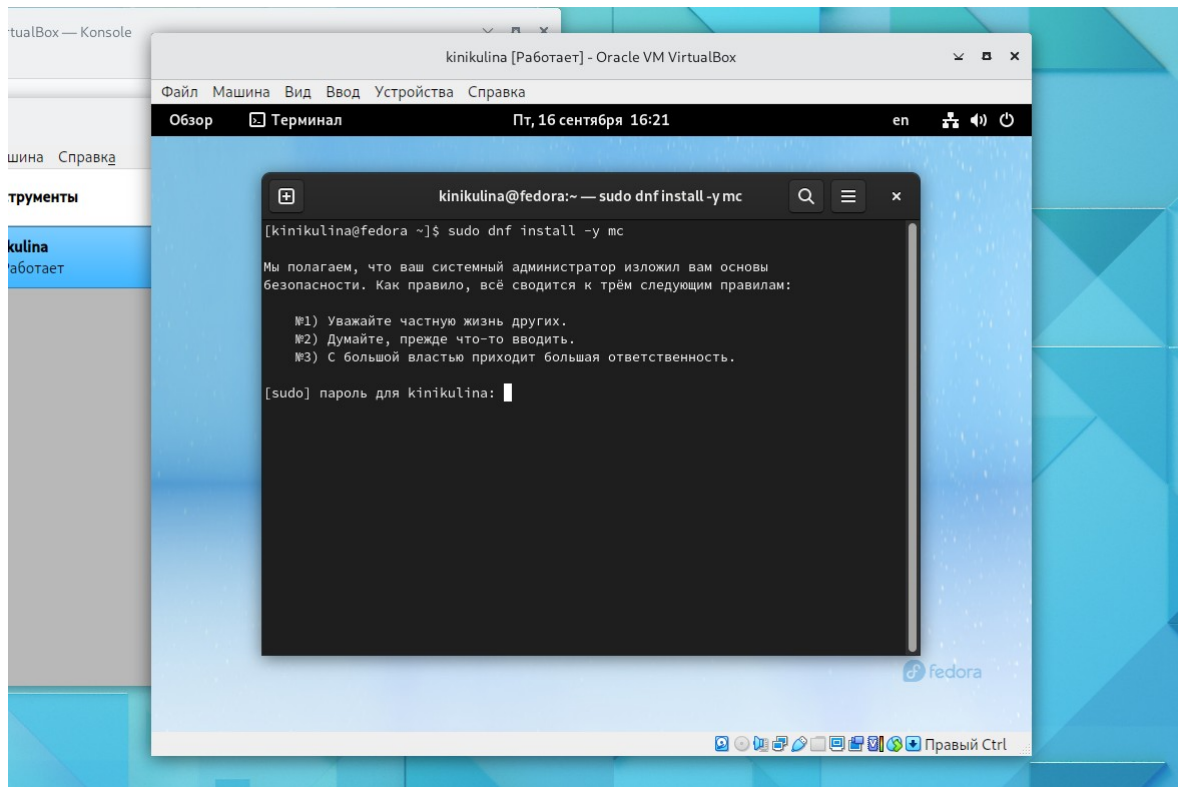 rtualBox — Konsole
kinikulina [Работает] - Oracle VM VirtualBox
Файл Машина Вид Ввод Устройства Справка
Обзор Терминал Пт, 16 сентября 16:21 en
шина Справка
трументы
kulina
Работает
kinikulina@fedora:~ — sudo dnf install -y mc
[kinikulina@fedora ~]$ sudo dnf install -y mc
Мы полагаем, что ваш системный администратор изложил вам основы
безопасности. Как правило, всё сводится к трём следующим правилам:
№1) Уважайте частную жизнь других.
№2) Думайте, прежде что-то вводить.
№3) С большой властью приходит большая ответственность.
[sudo] пароль для kinikulina:
fedora
Правый Ctrl